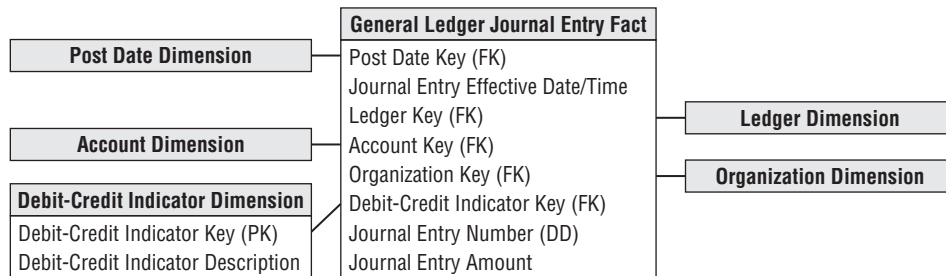 General Ledger Journal Entry Fact
Post Date Key (FK)
Journal Entry Effective Date/Time
Ledger Key (FK)
Account Key (FK)
Organization Key (FK)
Debit-Credit Indicator Key (FK)
Journal Entry Number (DD)
Journal Entry Amount
Post Date Dimension
Account Dimension
Debit-Credit Indicator Dimension
Debit-Credit Indicator Key (PK)
Debit-Credit Indicator Description
Ledger Dimension
Organization Dimension